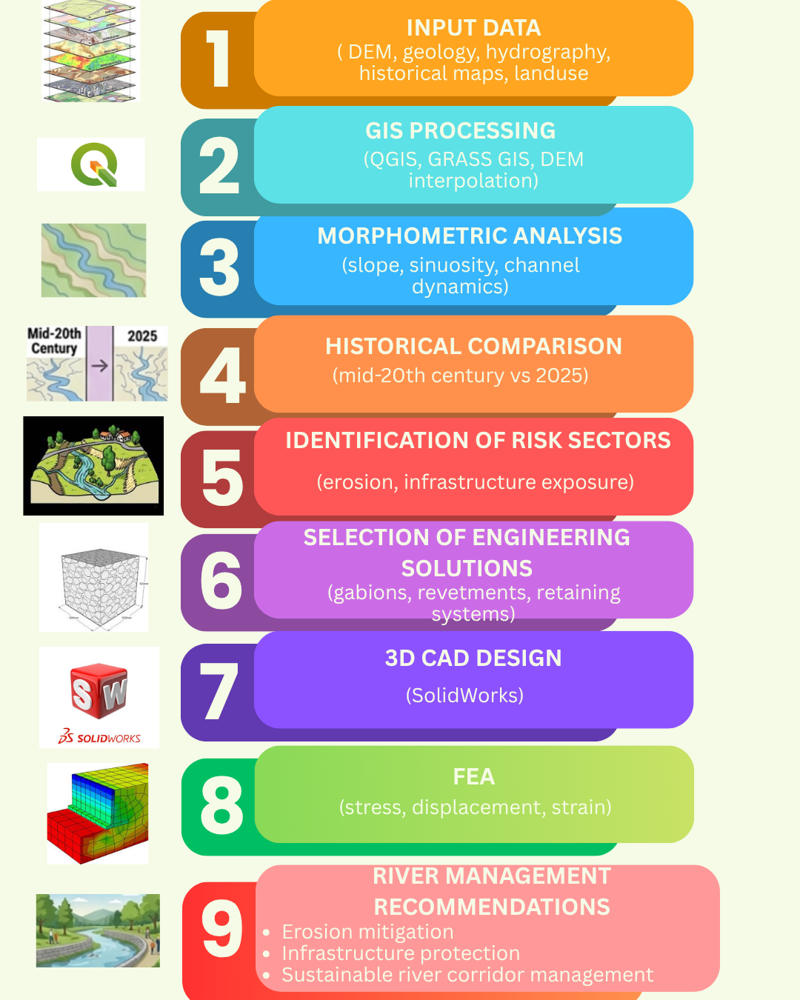 1
INPUT DATA
( DEM, geology, hydrography,
historical maps, landuse
2
GIS PROCESSING
(QGIS, GRASS GIS, DEM
interpolation)
3
MORPHOMETRIC ANALYSIS
(slope, sinuosity, channel
dynamics)
Mid-20th
Century
2025
4
HISTORICAL COMPARISON
(mid-20th century vs 2025)
5
IDENTIFICATION OF RISK SECTORS
(erosion, infrastructure exposure)
6
SELECTION OF ENGINEERING
SOLUTIONS
(gabions, revetments, retaining
systems)
7
3D CAD DESIGN
(SolidWorks)
S W
SOLIDWORKS
8
FEA
(stress, displacement, strain)
9
RIVER MANAGEMENT
RECOMMENDATIONS
• Erosion mitigation
• Infrastructure protection
• Sustainable river corridor management